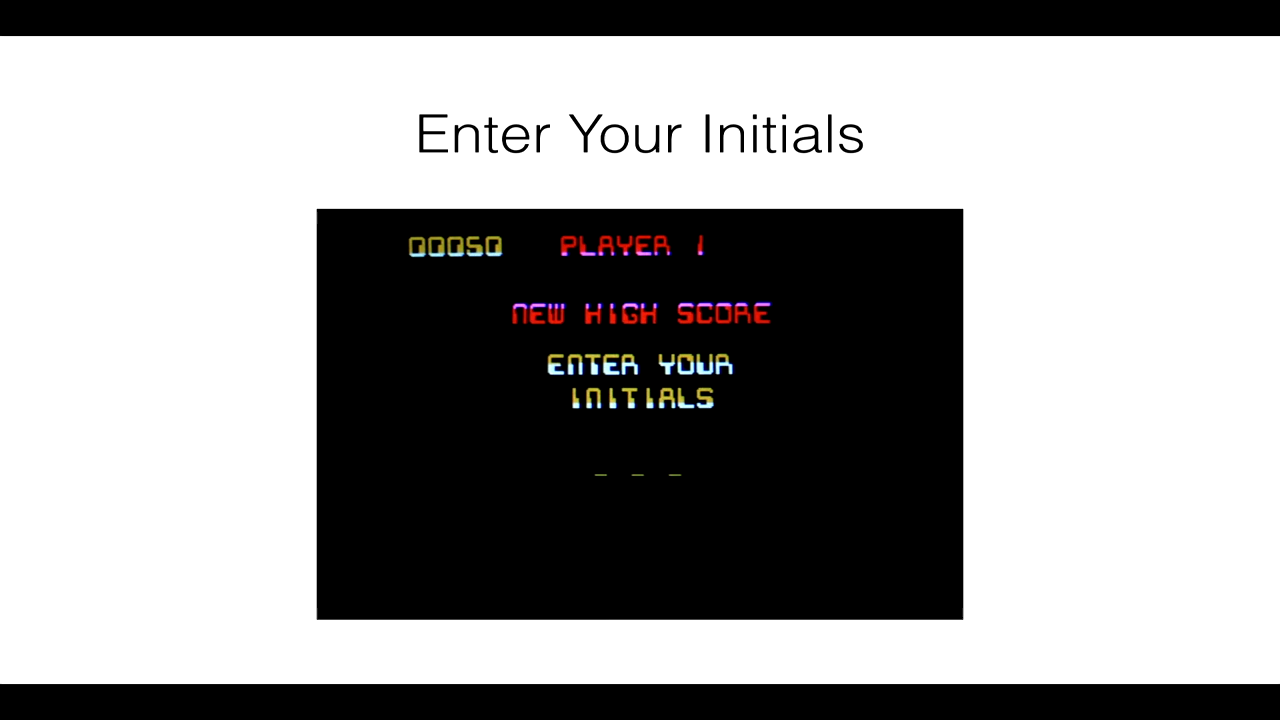 Enter Your Initials
00050 PLAYER 1
NEW HIGH SCORE
ENTER YOUR
INITIALS
_ _ _